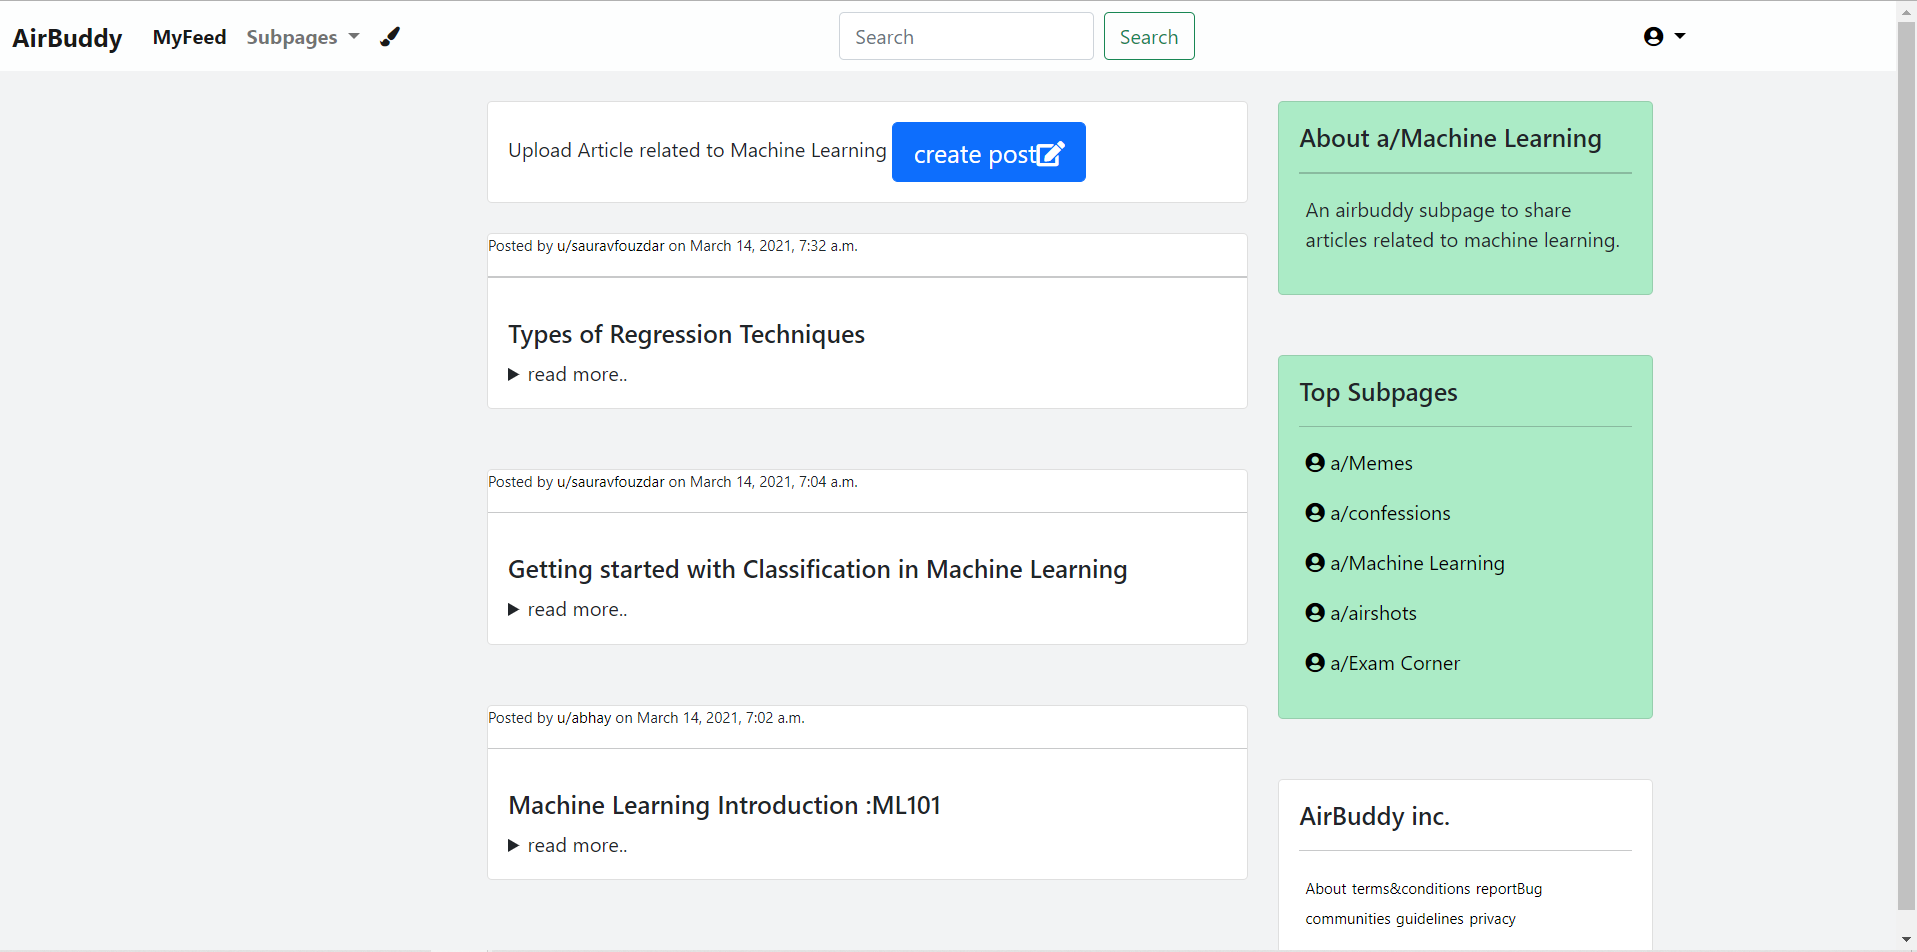 AirBuddy MyFeed Subpages Search Search
Upload Article related to Machine Learning create post
Posted by u/sauravfouzdar on March 14, 2021, 7:32 a.m.
Types of Regression Techniques
read more..
Posted by u/sauravfouzdar on March 14, 2021, 7:04 a.m.
Getting started with Classification in Machine Learning
read more..
Posted by u/abhay on March 14, 2021, 7:02 a.m.
Machine Learning Introduction :ML101
read more..
About a/Machine Learning
An airbuddy subpage to share
articles related to machine learning.
Top Subpages
a/Memes
a/confessions
a/Machine Learning
a/airshots
a/Exam Corner
AirBuddy inc.
About terms&conditions reportBug
communities guidelines privacy